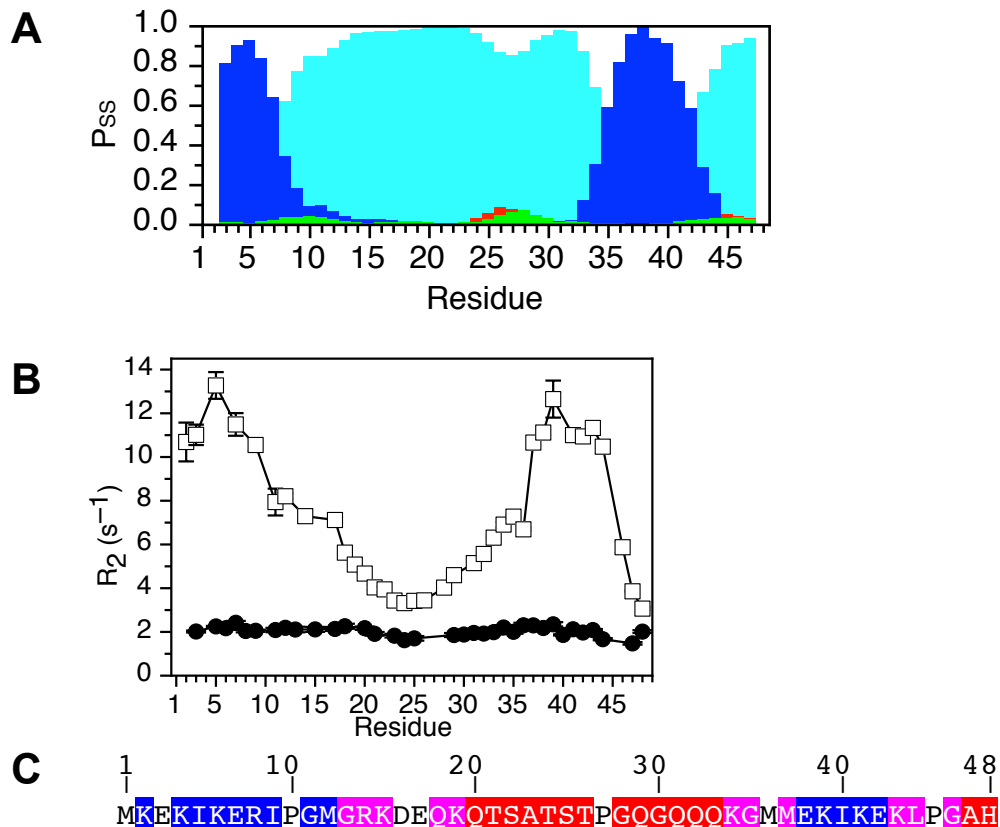 A
1.0
0.8
0.6
0.4
0.2
0.0
Pss
1 5 10 15 20 25 30 35 40 45
Residue
B
14
12
10
8
6
4
2
0
R2 (s−1)
1 5 10 15 20 25 30 35 40 45
Residue
C
1 10 20 30 40 48
MKEKIKERIPGMGRKDEQKQTSATSTPGQGQQQKGMMEKIKEKLPGAH